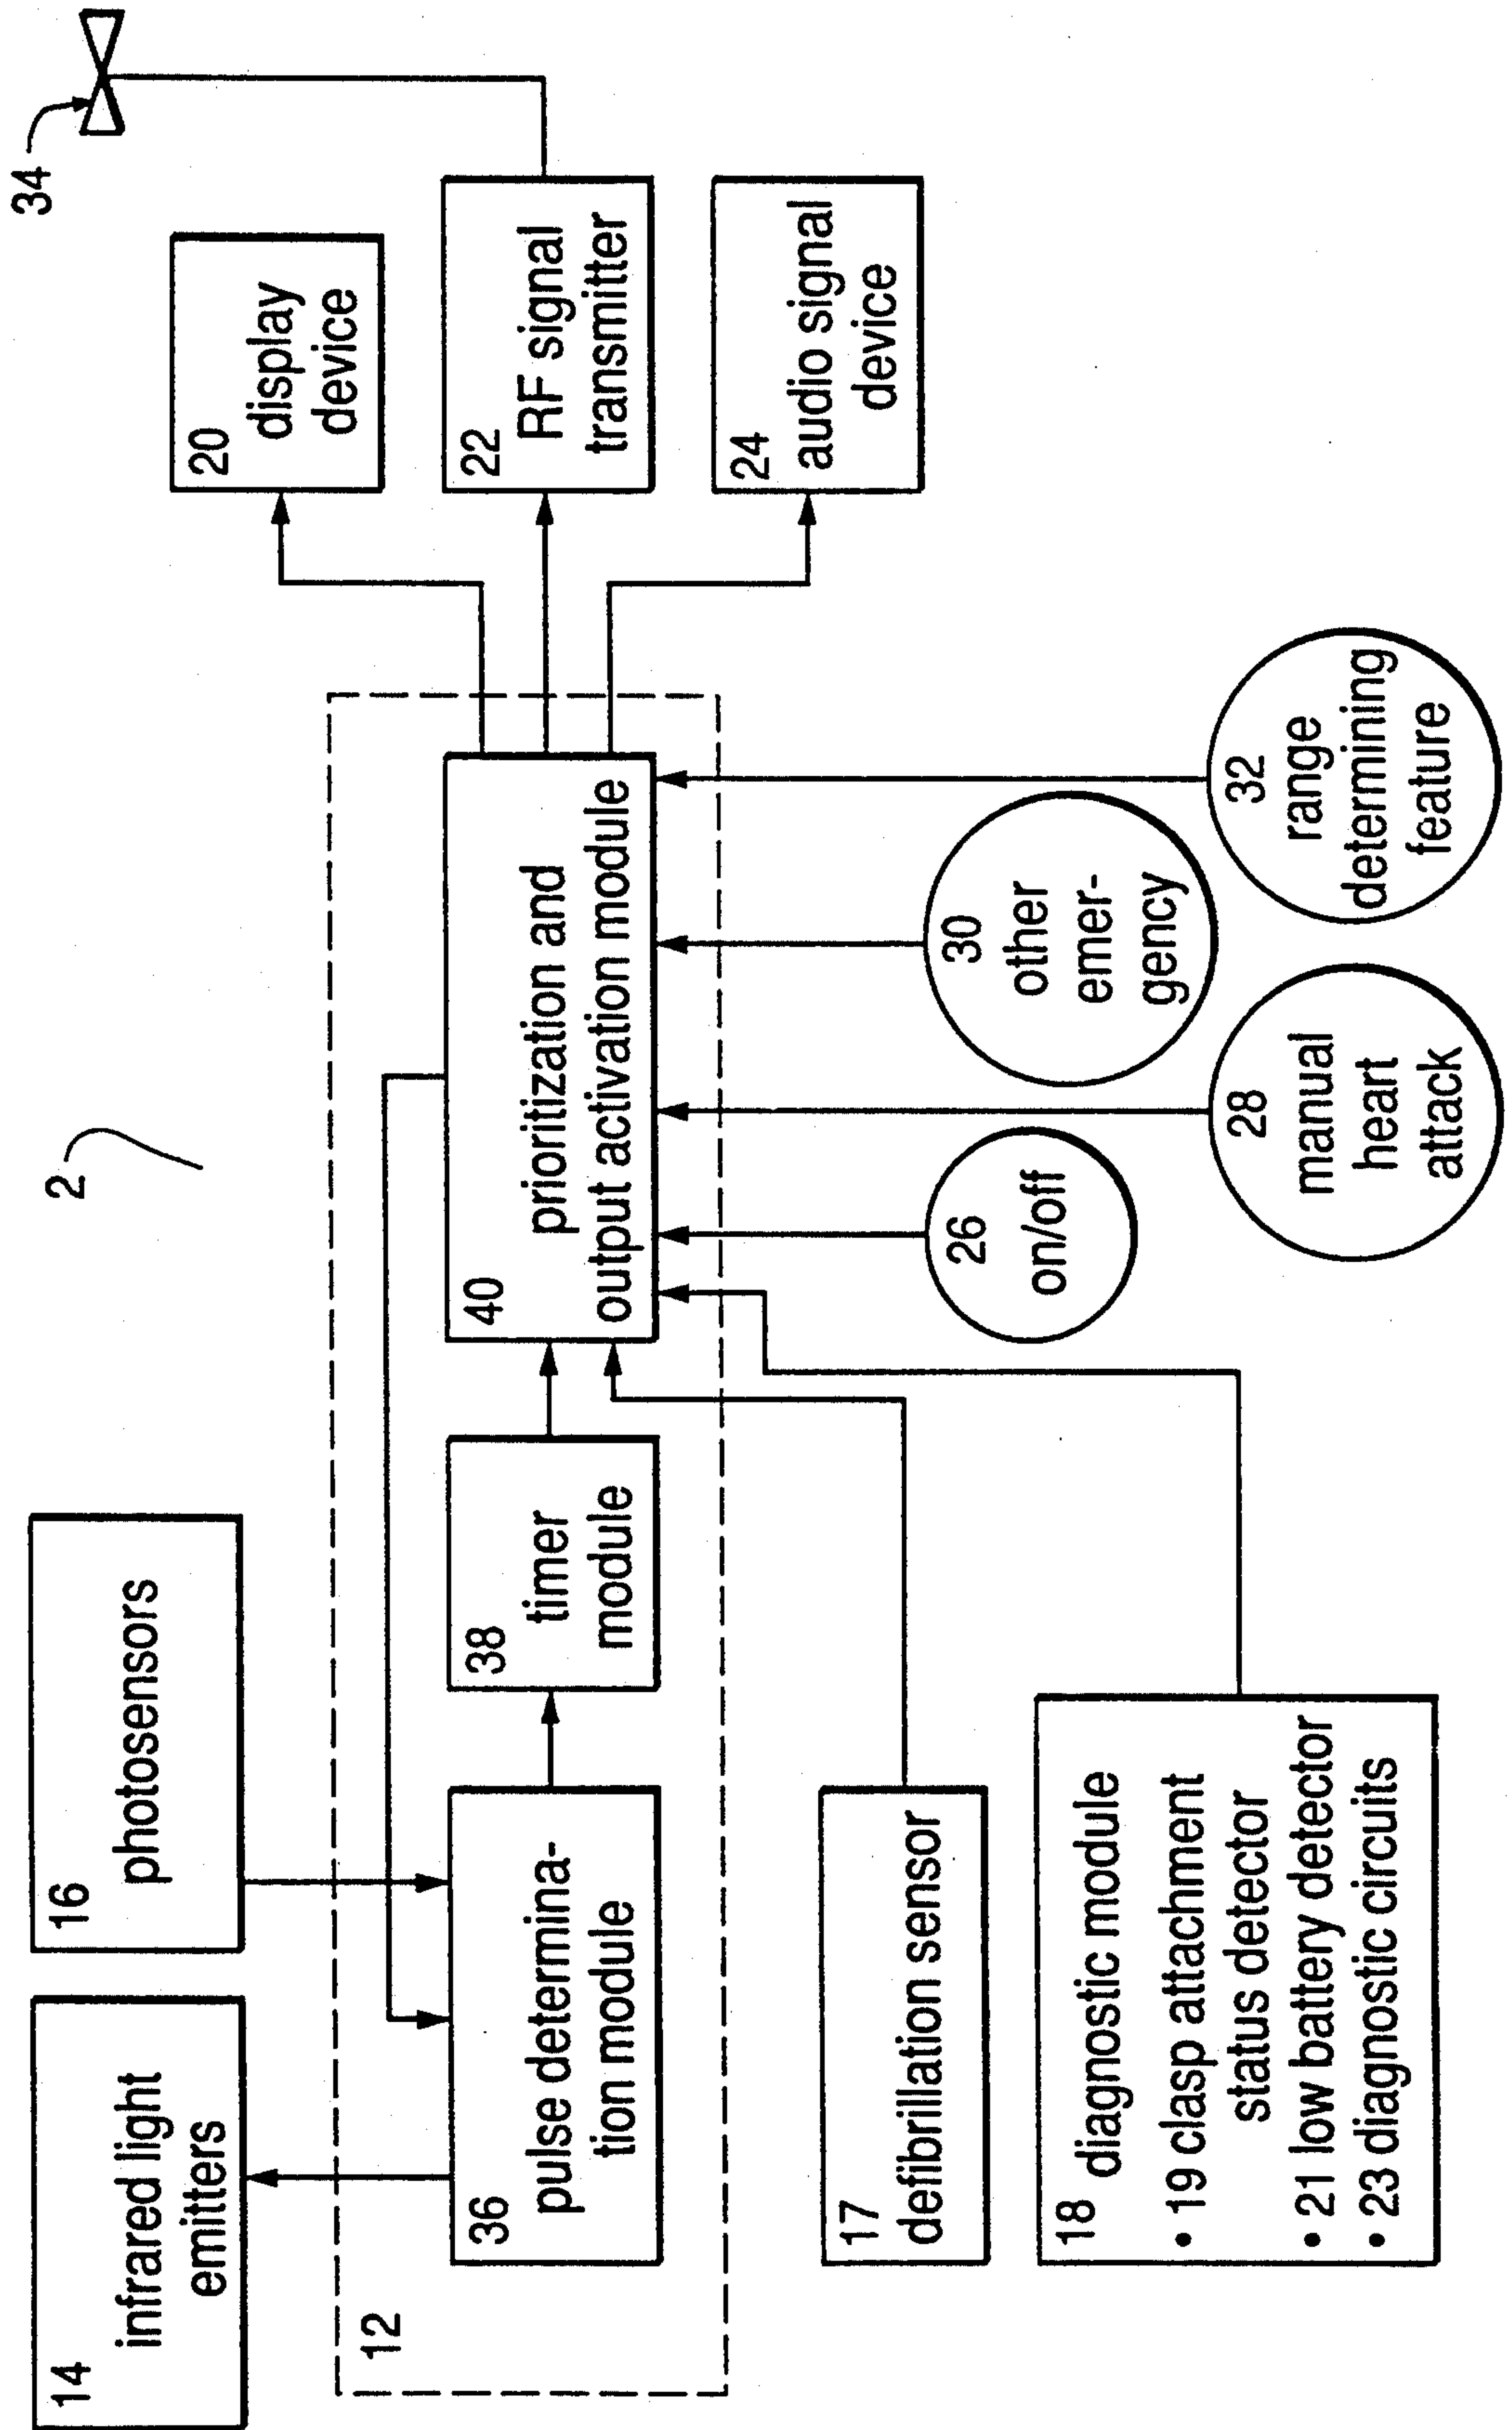 2
34
14
infrared light
emitters
16
photosensors
20
display
device
12
36
pulse determina-
tion module
38
timer
module
40
prioritization and
output activation module
22
RF signal
transmitter
24
audio signal
device
17
defibrillation sensor
18
diagnostic module
• 19 clasp attachment
status detector
• 21 low battery detector
• 23 diagnostic circuits
26
on/off
28
manual
heart
attack
30
other
emer-
gency
32
range
determining
feature